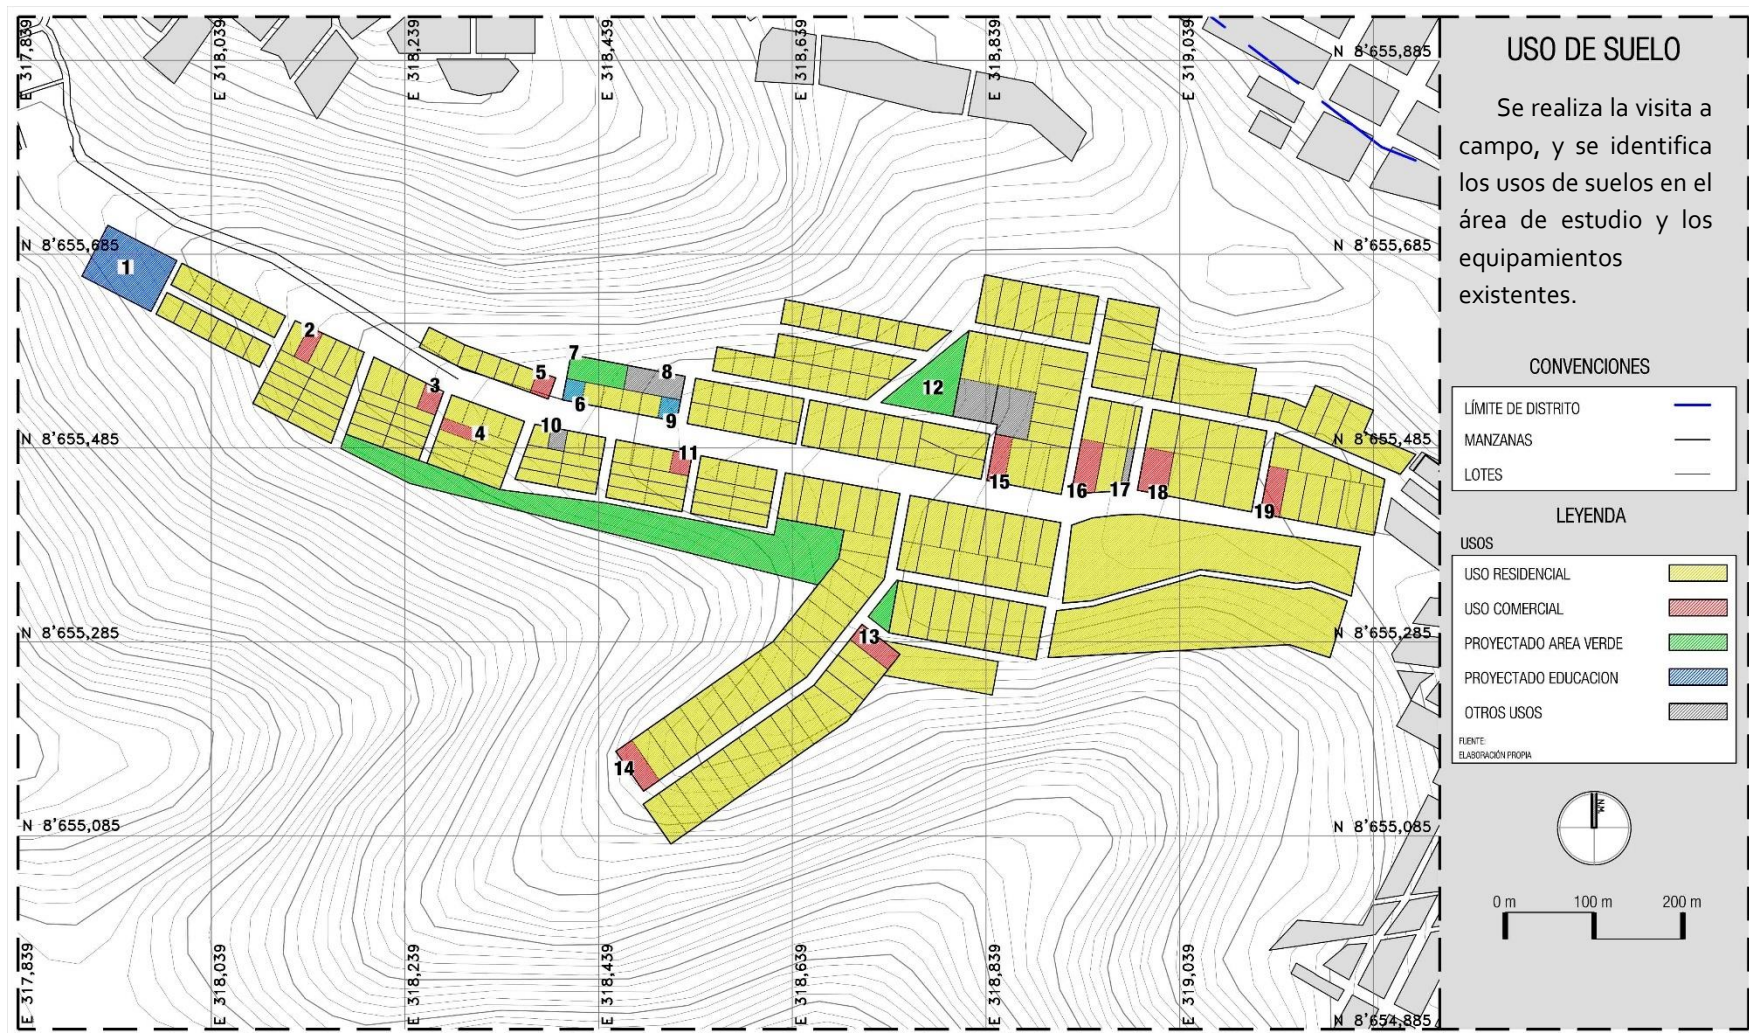 E 317,839
E 318,039
E 318,239
E 318,439
E 318,639
E 318,839
E 319,039
N 8'655,885
N 8'655,685
N 8'655,685
1
2
3
4
5
6
7
8
9
10
11
12
13
14
15
16
17
18
19
N 8'655,485
N 8'655,485
N 8'655,285
N 8'655,285
N 8'655,085
N 8'655,085
N 8'654,885
E 317,839
E 318,039
E 318,239
E 318,439
E 318,639
E 318,839
E 319,039
USO DE SUELO
Se realiza la visita a
campo, y se identifica
los usos de suelos en el
área de estudio y los
equipamientos
existentes.
CONVENCIONES
LÍMITE DE DISTRITO
MANZANAS
LOTES
LEYENDA
USOS
USO RESIDENCIAL
USO COMERCIAL
PROYECTADO AREA VERDE
PROYECTADO EDUCACION
OTROS USOS
FUENTE:
ELABORACIÓN PROPIA
N.M.
0 m 100 m 200 m